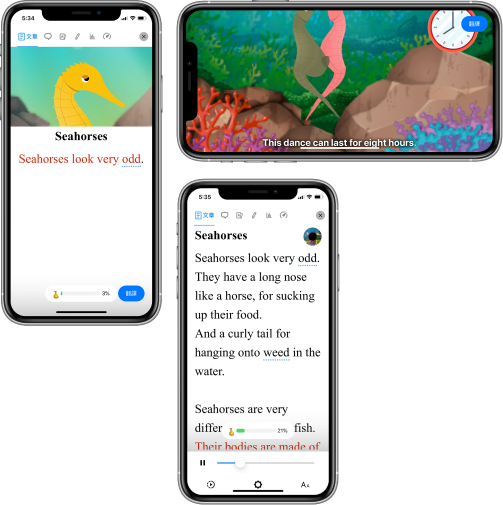 5:34
文章
Seahorses
Seahorses look very odd.
3%
翻譯
翻譯
This dance can last for eight hours
5:35
文章
Seahorses
Seahorses look very odd.
They have a long nose
like a horse, for sucking
up their food.
And a curly tail for
hanging onto weed in the
water.
Seahorses are very
differ
fish.
21%
Their bodies are made of
AA